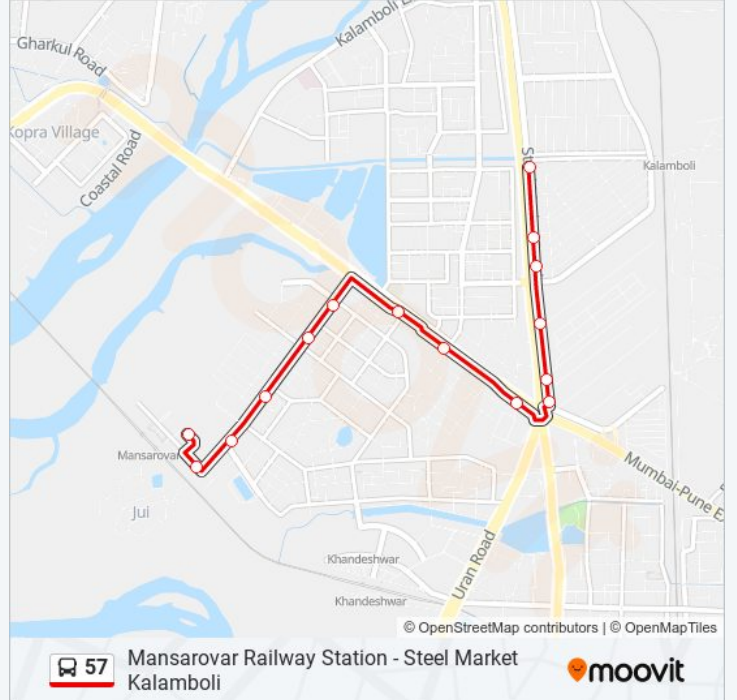 Gharkul Road
Kalamboli E
Kopra Village
Coastal Road
St
Kalamboli
Mansarovar
Jui
Mumbai-Pune E
Khandeshwar
Uran Road
Khandeshwar
© OpenStreetMap contributors | © OpenMapTiles
57
Mansarovar Railway Station - Steel Market
Kalamboli
moovit